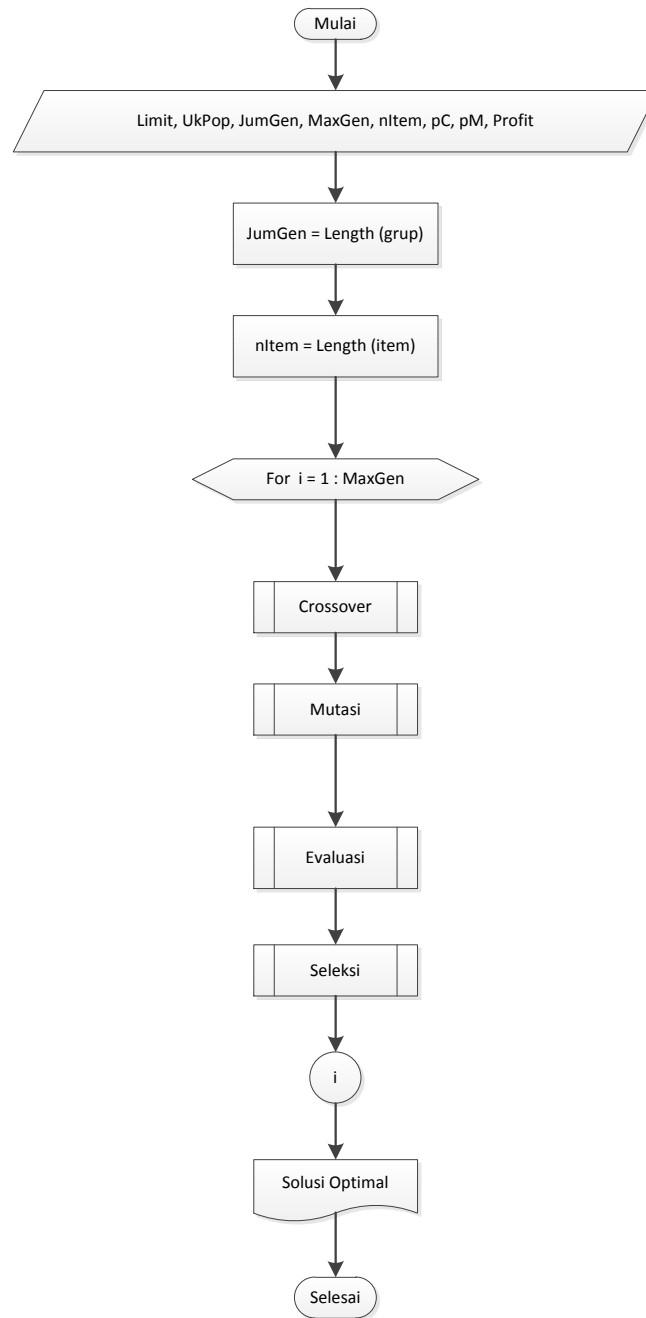 Mulai
Limit, UkPop, JumGen, MaxGen, nItem, pC, pM, Profit
JumGen = Length (grup)
nItem = Length (item)
For i = 1 : MaxGen
Crossover
Mutasi
Evaluasi
Seleksi
i
Solusi Optimal
Selesai